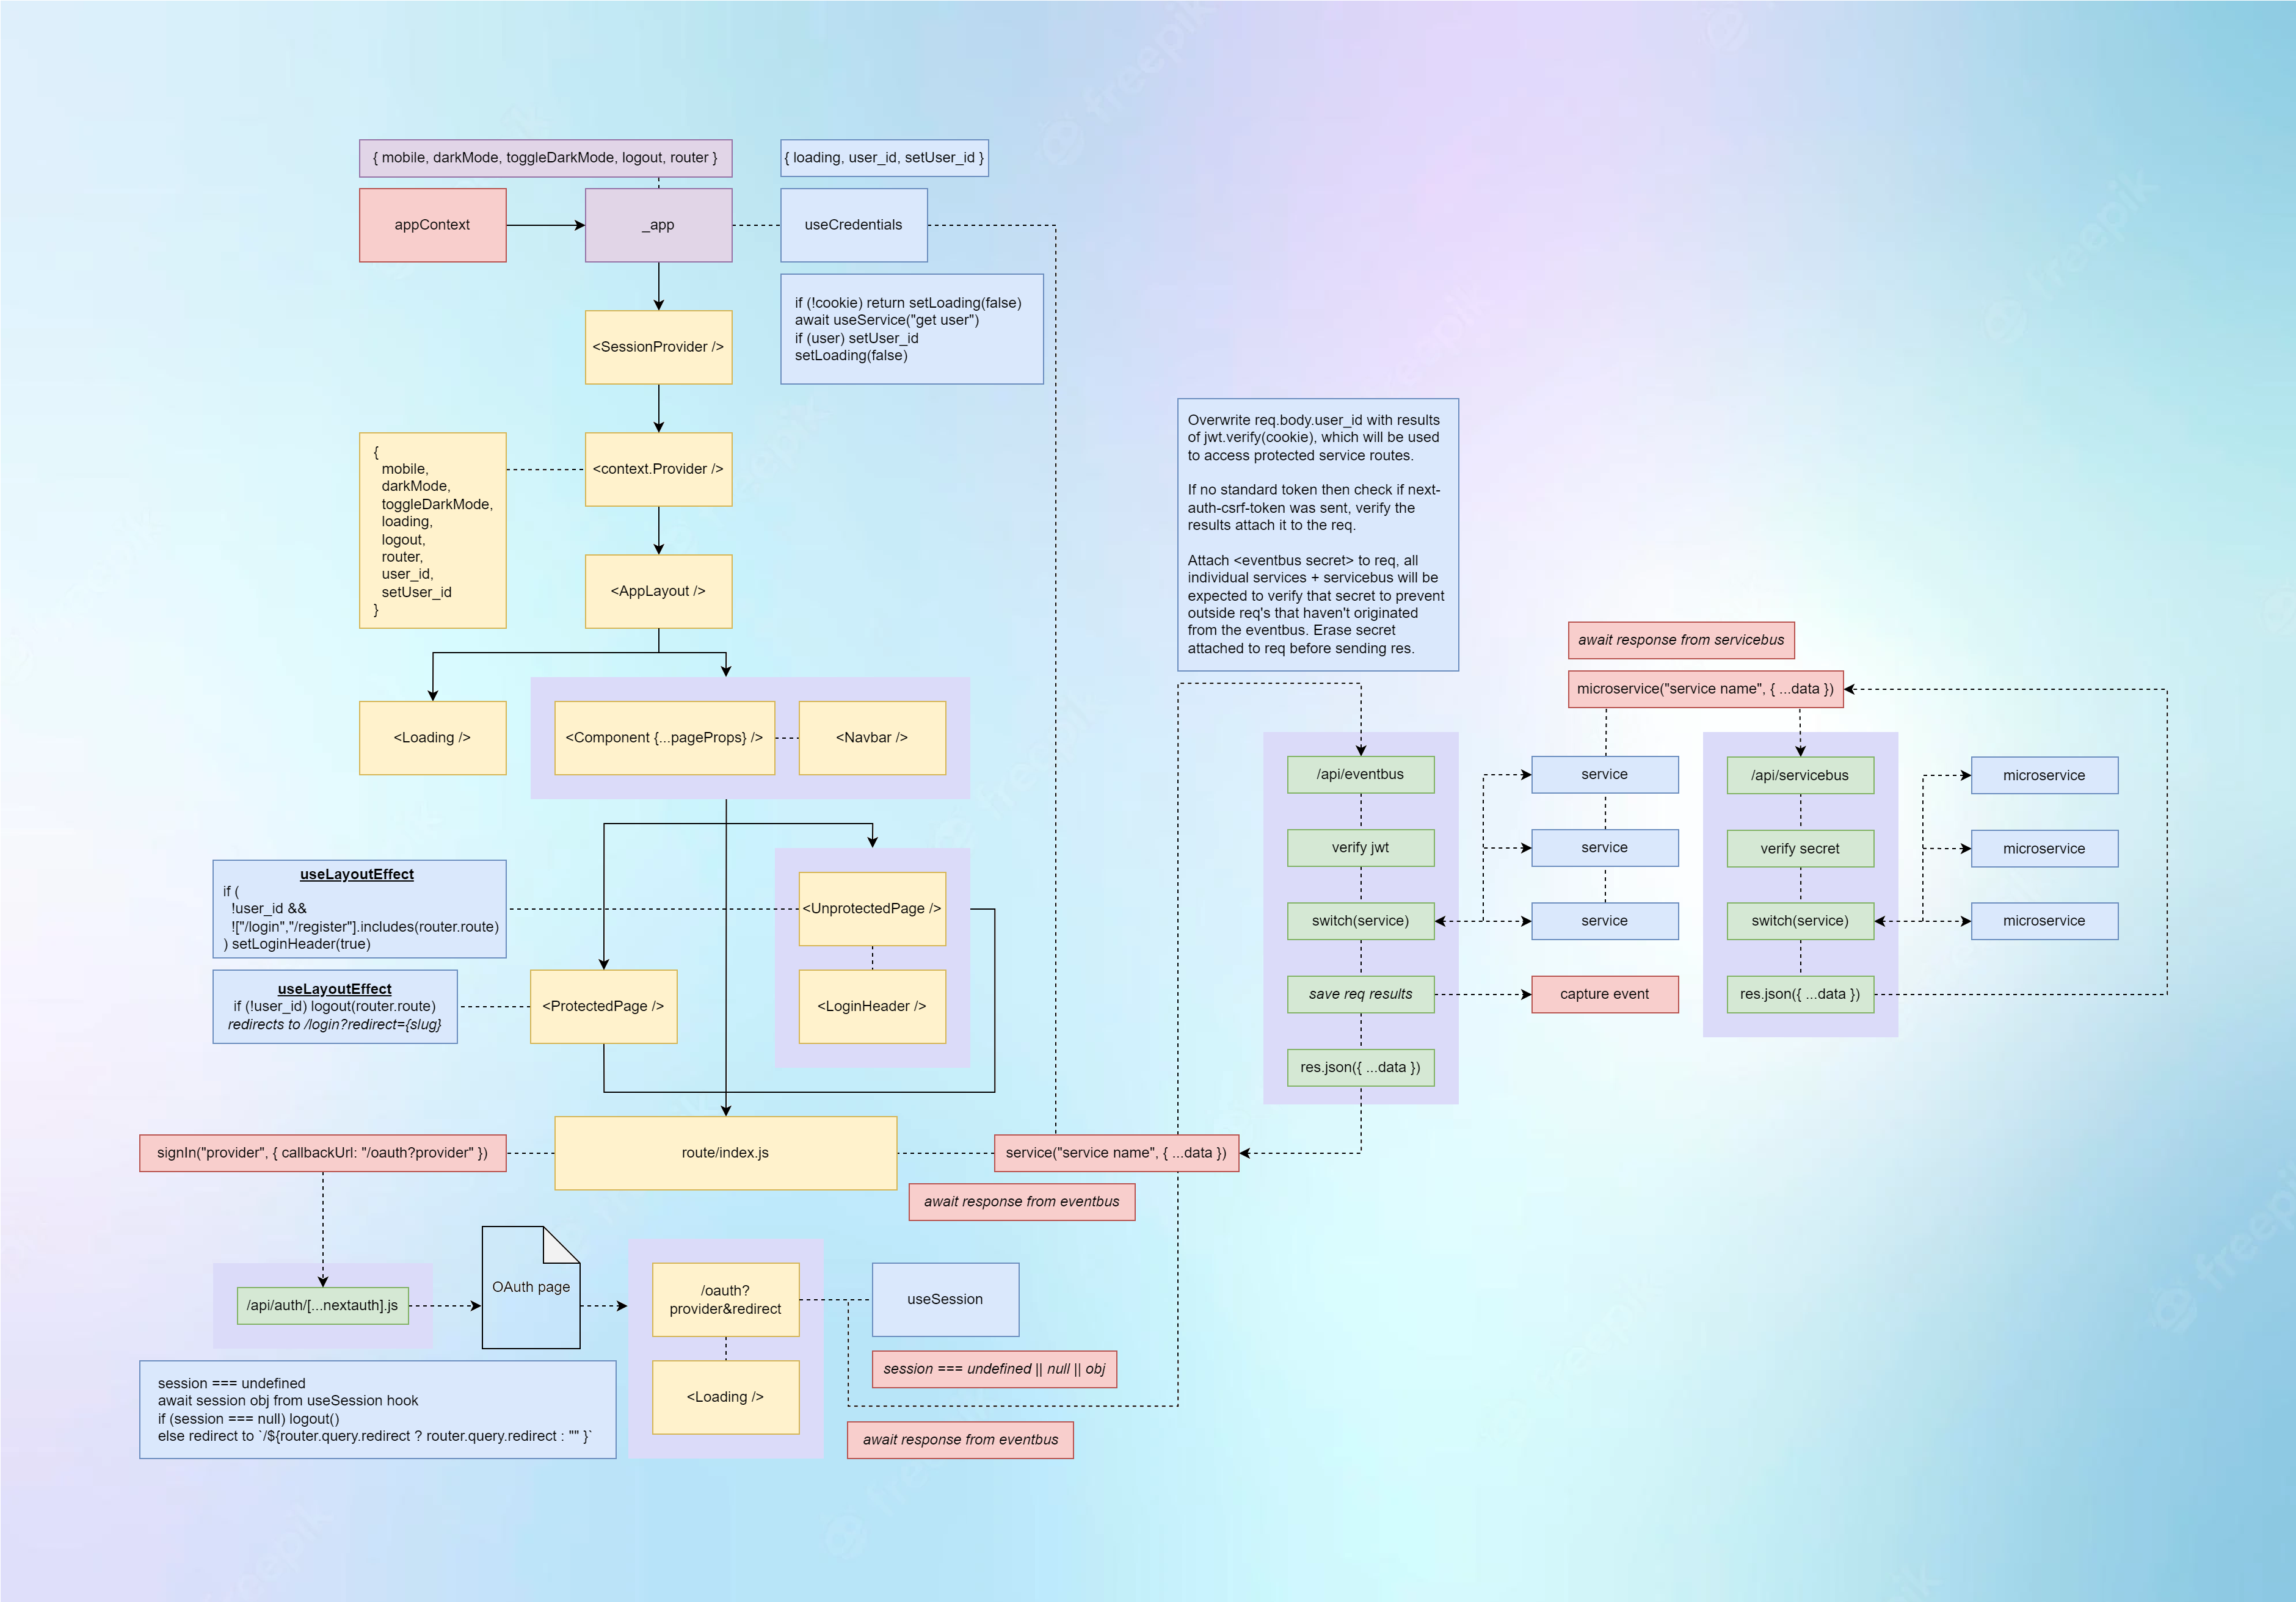 { mobile, darkMode, toggleDarkMode, logout, router }
{ loading, user_id, setUser_id }
appContext
_app
useCredentials
if (!cookie) return setLoading(false)
await useService("get user")
if (user) setUser_id
setLoading(false)
<SessionProvider />
{
mobile,
darkMode,
toggleDarkMode,
loading,
logout,
router,
user_id,
setUser_id
}
<context.Provider />
<AppLayout />
<Loading />
<Component {...pageProps} />
<Navbar />
useLayoutEffect
if (
!user_id &&
!["/login","/register"].includes(router.route)
) setLoginHeader(true)
<UnprotectedPage />
useLayoutEffect
if (!user_id) logout(router.route)
redirects to /login?redirect={slug}
<ProtectedPage />
<LoginHeader />
signIn("provider", { callbackUrl: "/oauth?provider" })
route/index.js
service("service name", { ...data })
await response from eventbus
/api/auth/[...nextauth].js
OAuth page
/oauth?
provider&redirect
useSession
session === undefined || null || obj
<Loading />
await response from eventbus
session === undefined
await session obj from useSession hook
if (session === null) logout()
else redirect to `/${router.query.redirect ? router.query.redirect : "" }`
Overwrite req.body.user_id with results
of jwt.verify(cookie), which will be used
to access protected service routes.
If no standard token then check if next-
auth-csrf-token was sent, verify the
results attach it to the req.
Attach <eventbus secret> to req, all
individual services + servicebus will be
expected to verify that secret to prevent
outside req's that haven't originated
from the eventbus. Erase secret
attached to req before sending res.
/api/eventbus
verify jwt
switch(service)
save req results
res.json({ ...data })
await response from servicebus
microservice("service name", { ...data })
service
service
service
capture event
/api/servicebus
verify secret
switch(service)
res.json({ ...data })
microservice
microservice
microservice
freepik
freepik
freepik
freepik